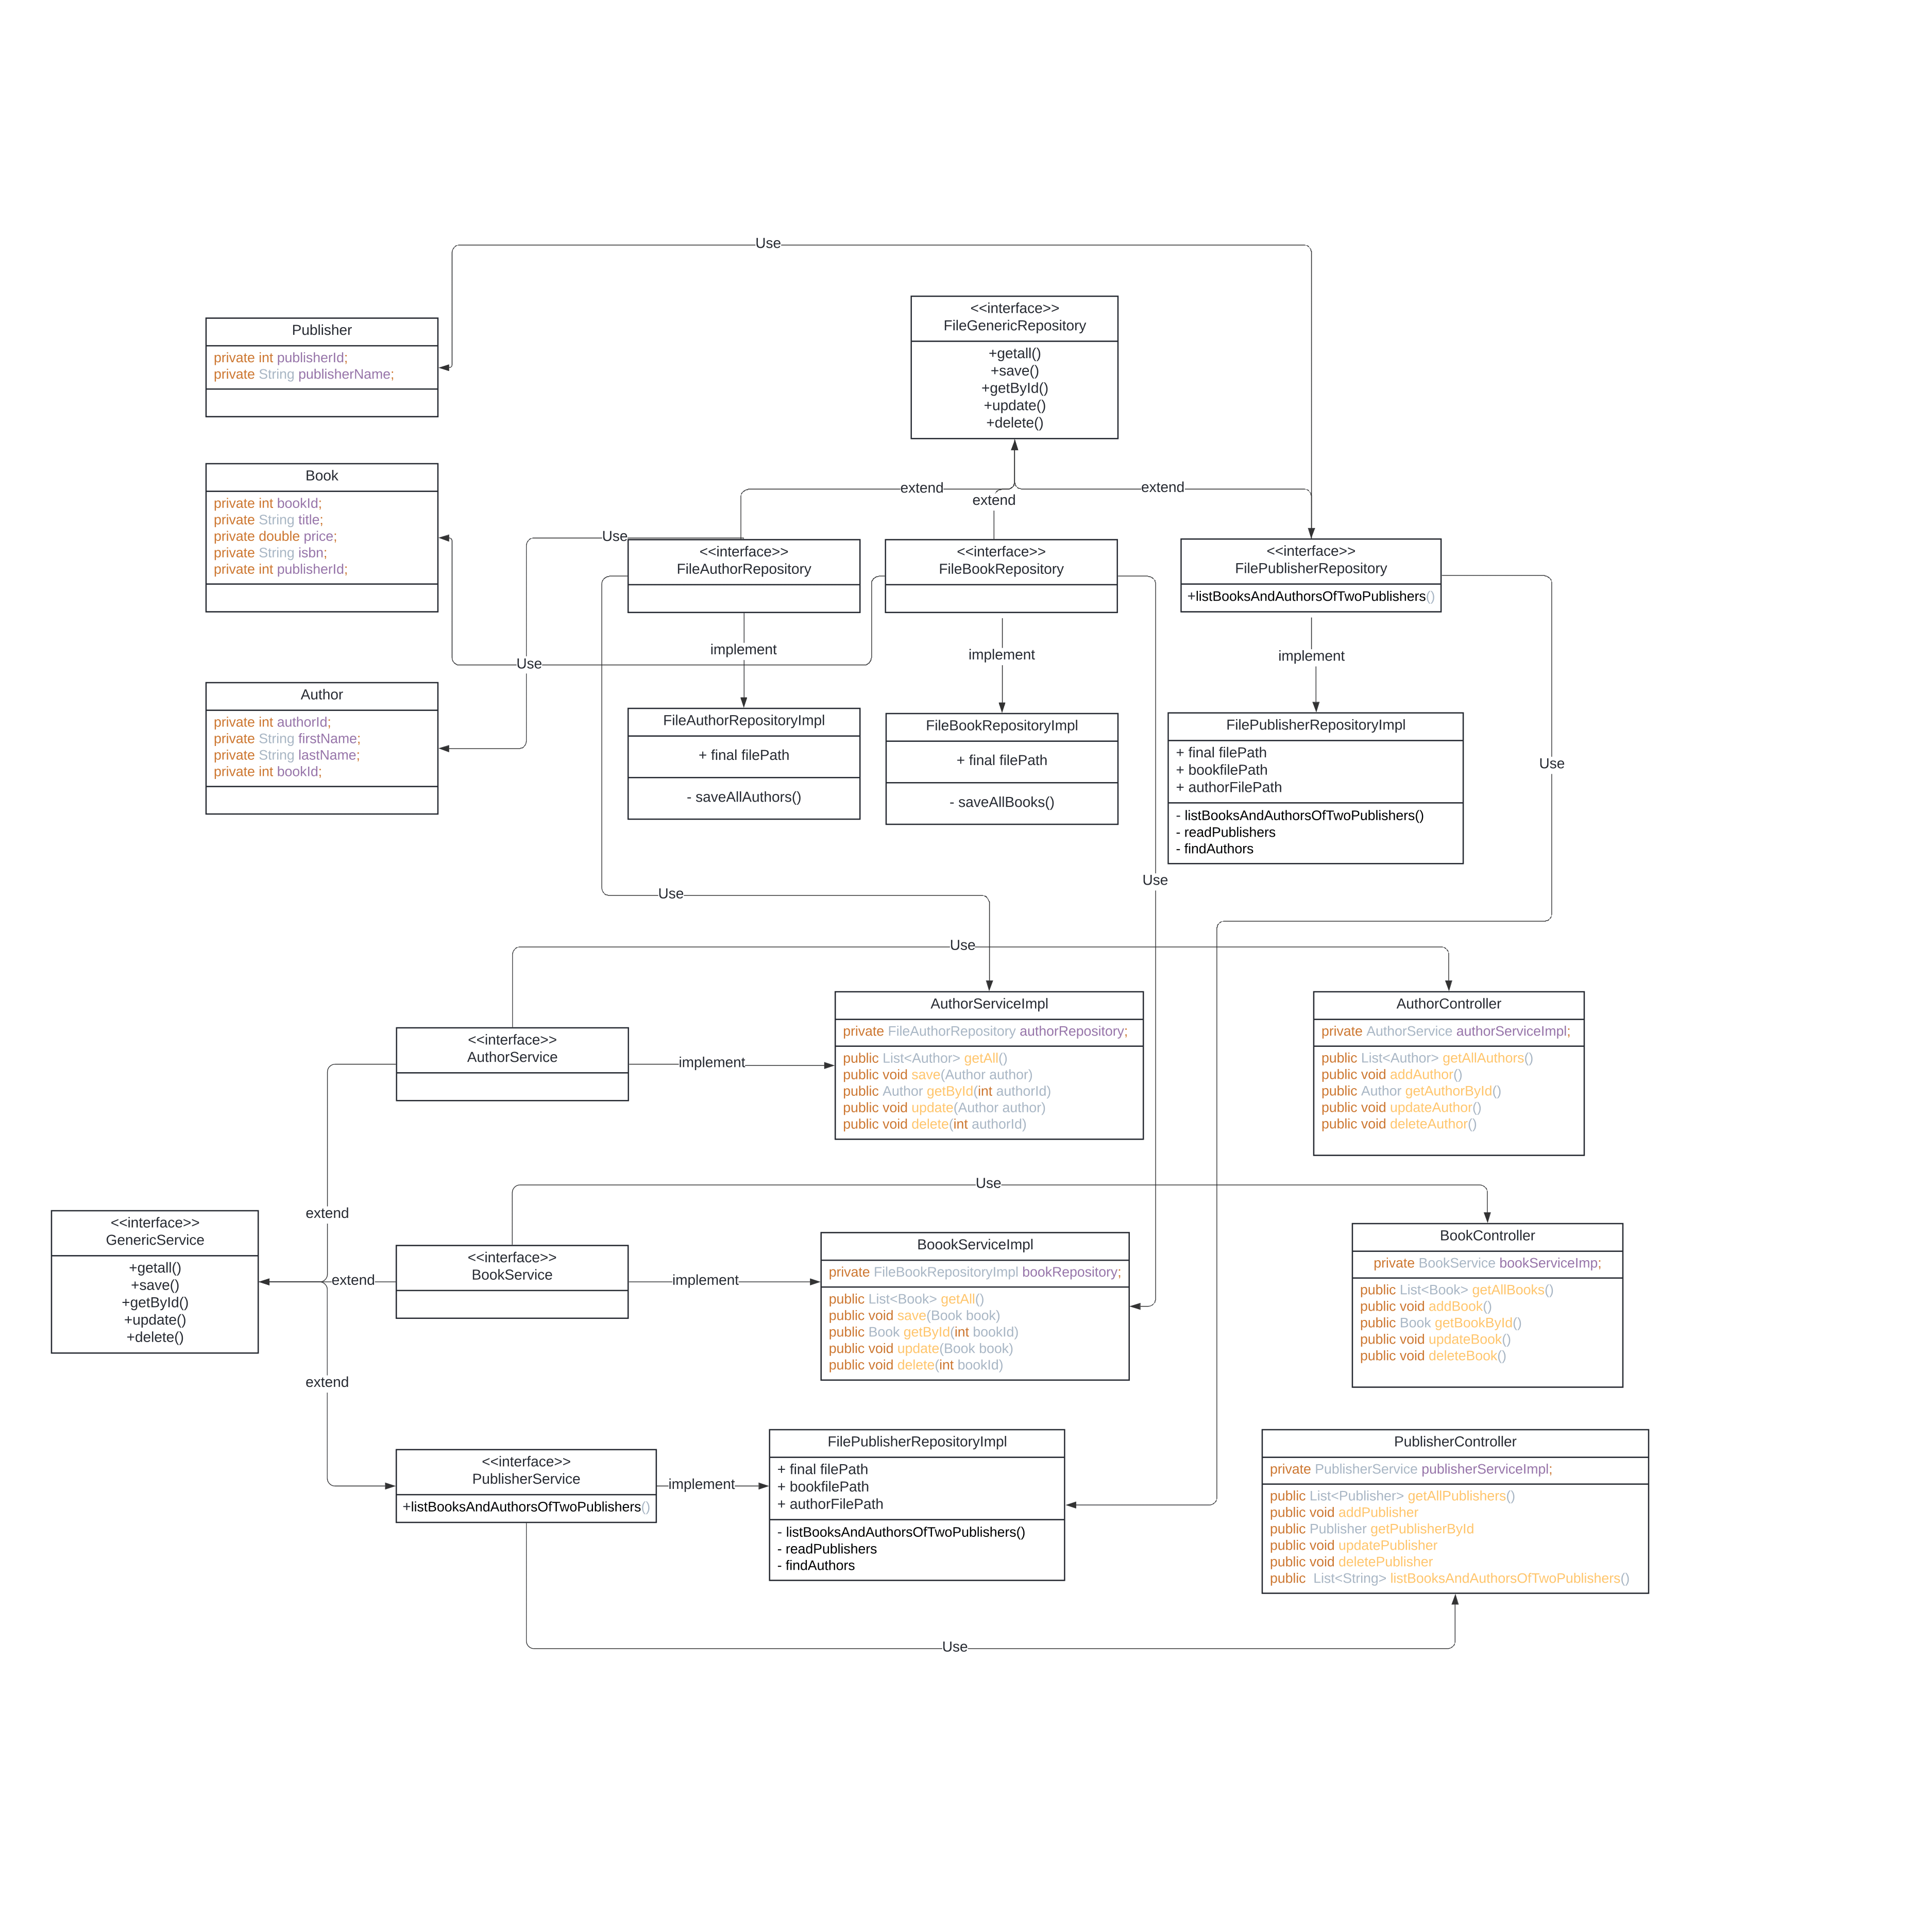 Use
<<interface>>
FileGenericRepository
+getall()
+save()
+getById()
+update()
+delete()
Publisher
private int publisherId;
private String publisherName;
Book
private int bookId;
private String title;
private double price;
private String isbn;
private int publisherId;
Author
private int authorId;
private String firstName;
private String lastName;
private int bookId;
extend
extend
extend
Use
Use
<<interface>>
FileAuthorRepository
<<interface>>
FileBookRepository
<<interface>>
FilePublisherRepository
+listBooksAndAuthorsOfTwoPublishers()
implement
implement
implement
FileAuthorRepositoryImpl
+ final filePath
- saveAllAuthors()
FileBookRepositoryImpl
+ final filePath
- saveAllBooks()
FilePublisherRepositoryImpl
+ final filePath
+ bookfilePath
+ authorFilePath
- listBooksAndAuthorsOfTwoPublishers()
- readPublishers
- findAuthors
Use
Use
Use
Use
<<interface>>
AuthorService
implement
AuthorServiceImpl
private FileAuthorRepository authorRepository;
public List<Author> getAll()
public void save(Author author)
public Author getById(int authorId)
public void update(Author author)
public void delete(int authorId)
AuthorController
private AuthorService authorServiceImpl;
public List<Author> getAllAuthors()
public void addAuthor()
public Author getAuthorById()
public void updateAuthor()
public void deleteAuthor()
Use
<<interface>>
GenericService
+getall()
+save()
+getById()
+update()
+delete()
extend
extend
extend
<<interface>>
BookService
implement
BoookServiceImpl
private FileBookRepositoryImpl bookRepository;
public List<Book> getAll()
public void save(Book book)
public Book getById(int bookId)
public void update(Book book)
public void delete(int bookId)
BookController
private BookService bookServiceImp;
public List<Book> getAllBooks()
public void addBook()
public Book getBookById()
public void updateBook()
public void deleteBook()
<<interface>>
PublisherService
+listBooksAndAuthorsOfTwoPublishers()
implement
FilePublisherRepositoryImpl
+ final filePath
+ bookfilePath
+ authorFilePath
- listBooksAndAuthorsOfTwoPublishers()
- readPublishers
- findAuthors
PublisherController
private PublisherService publisherServiceImpl;
public List<Publisher> getAllPublishers()
public void addPublisher
public Publisher getPublisherById
public void updatePublisher
public void deletePublisher
public  List<String> listBooksAndAuthorsOfTwoPublishers()
Use